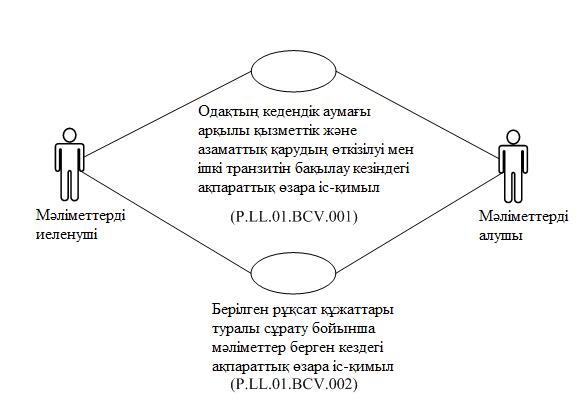 Одақтың кедендік аумағы
арқылы қызметтік және
азаматтық қарудың өткізілуі мен
ішкі транзитін бақылау кезіндегі
ақпараттық өзара іс-қимыл
(P.LL.01.BCV.001)
Мәліметтерді
иеленуші
Мәліметтерді
алушы
Берілген рұқсат құжаттары
туралы сұрату бойынша
мәліметтер берген кездегі
ақпараттық өзара іс-қимыл
(P.LL.01.BCV.002)